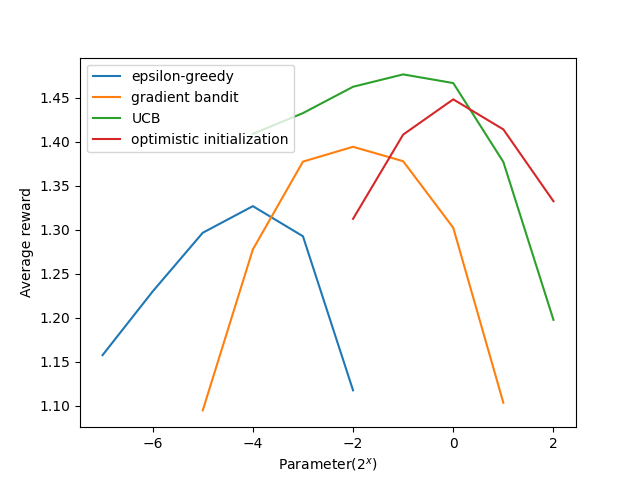 epsilon-greedy
gradient bandit
UCB
optimistic initialization
1.45
1.40
1.35
1.30
1.25
1.20
1.15
1.10
Average reward
−6
−4
−2
0
2
Parameter(2ˣ)